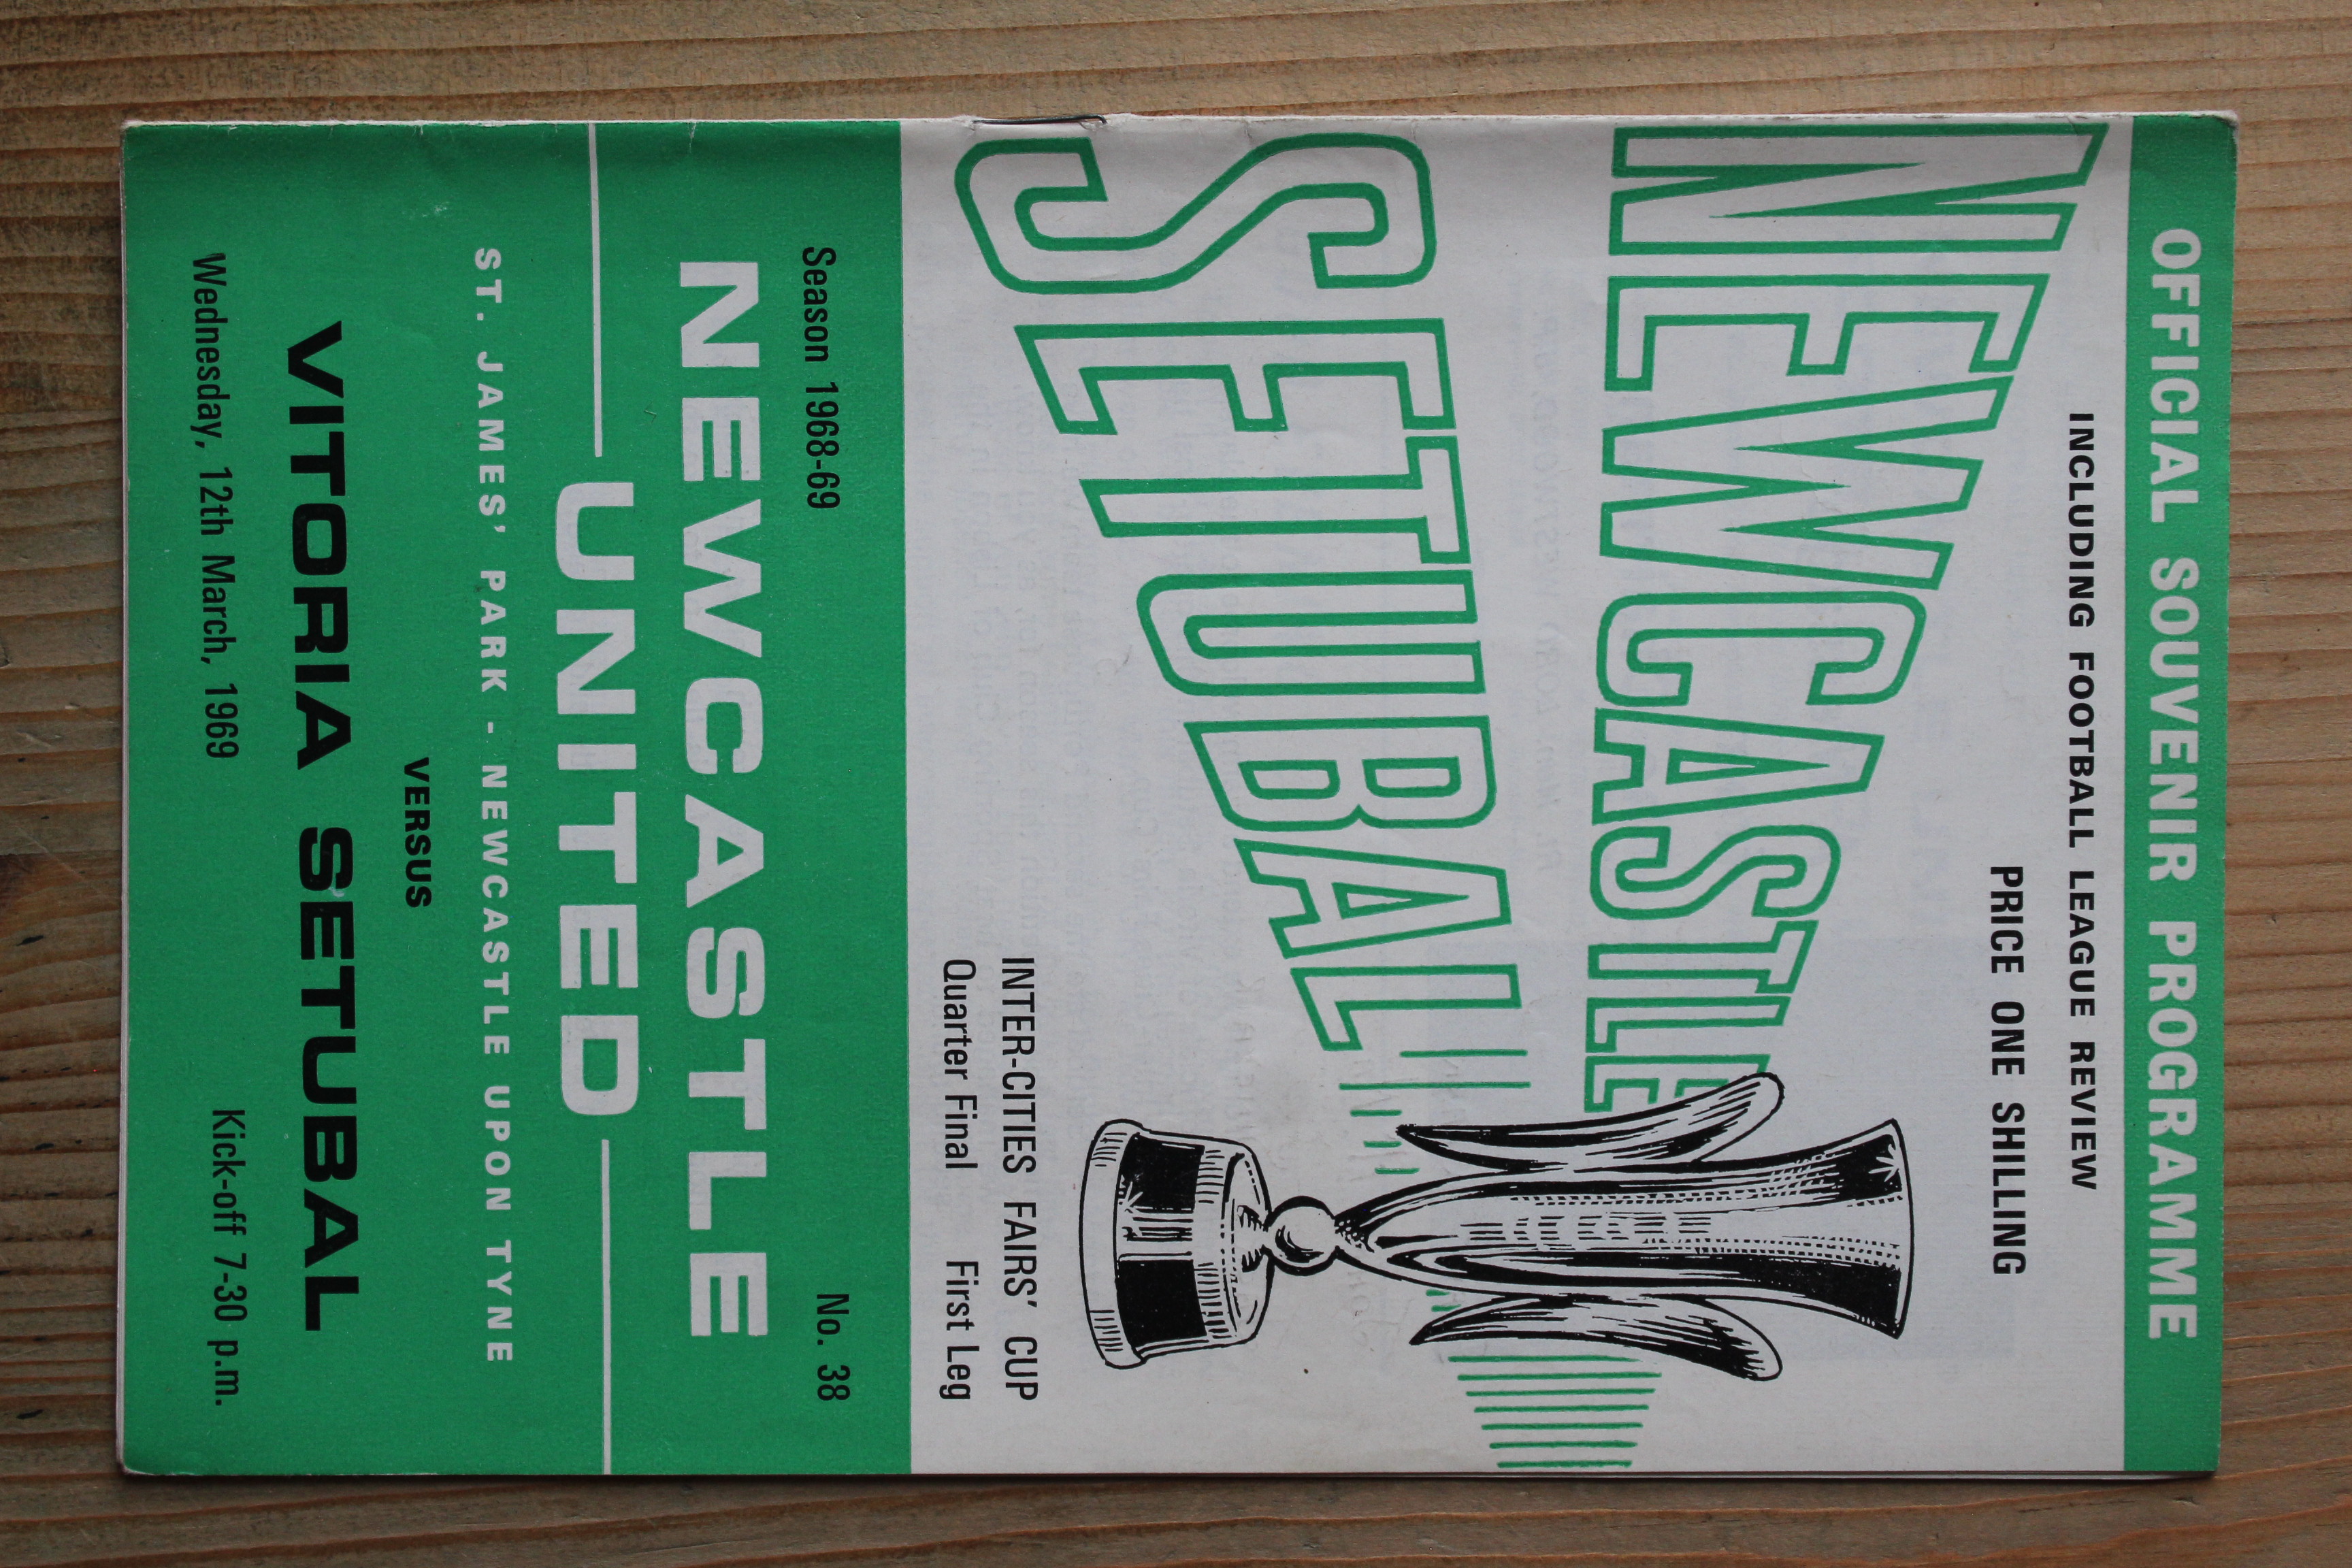 OFFICIAL SOUVENIR PROGRAMME
INCLUDING FOOTBALL LEAGUE REVIEW
PRICE ONE SHILLING
NEWCASTLE
SETUBAL
INTER-CITIES FAIRS' CUP
Quarter Final First Leg
Season 1968-69 No. 38
NEWCASTLE
UNITED
ST. JAMES' PARK - NEWCASTLE UPON TYNE
VERSUS
VITORIA SETUBAL
Wednesday, 12th March, 1969 Kick-off 7-30 p.m.